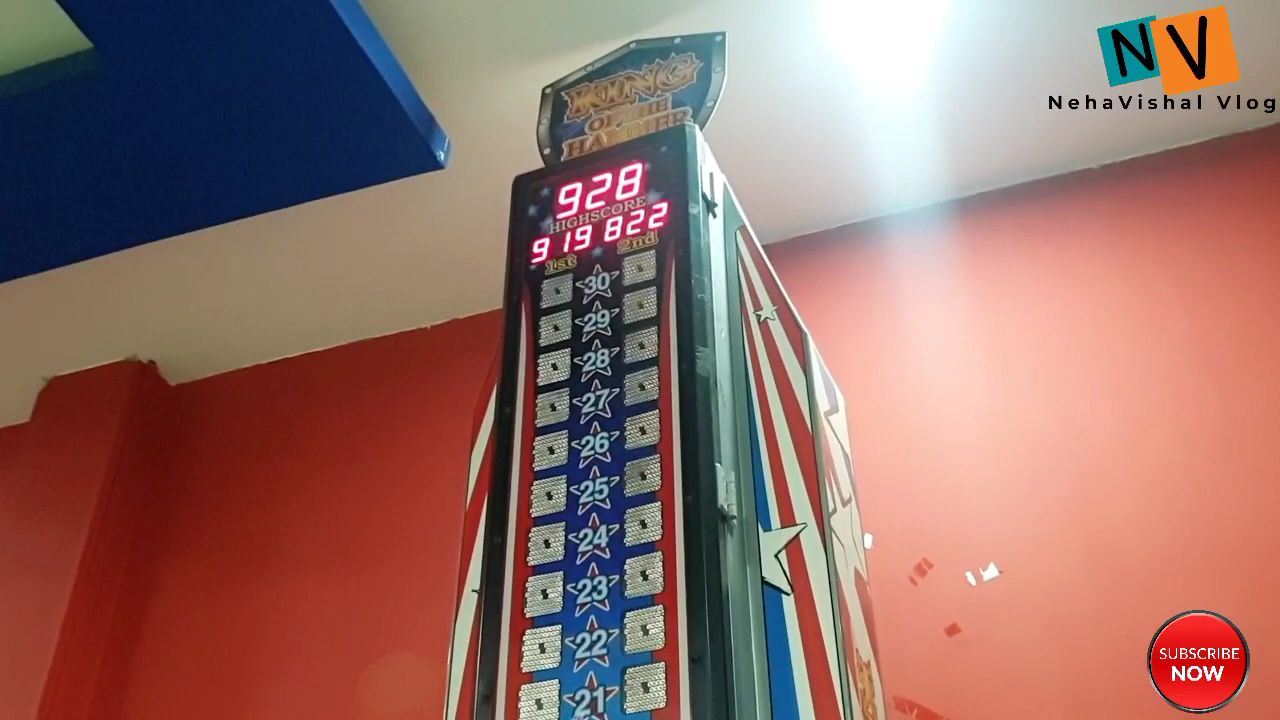 NV
NehaVishal Vlog
KING
OF THE
HAMMER
928
HIGHSCORE
919 822
1st 2nd
30
29
28
27
26
25
24
23
22
21
SUBSCRIBE
NOW